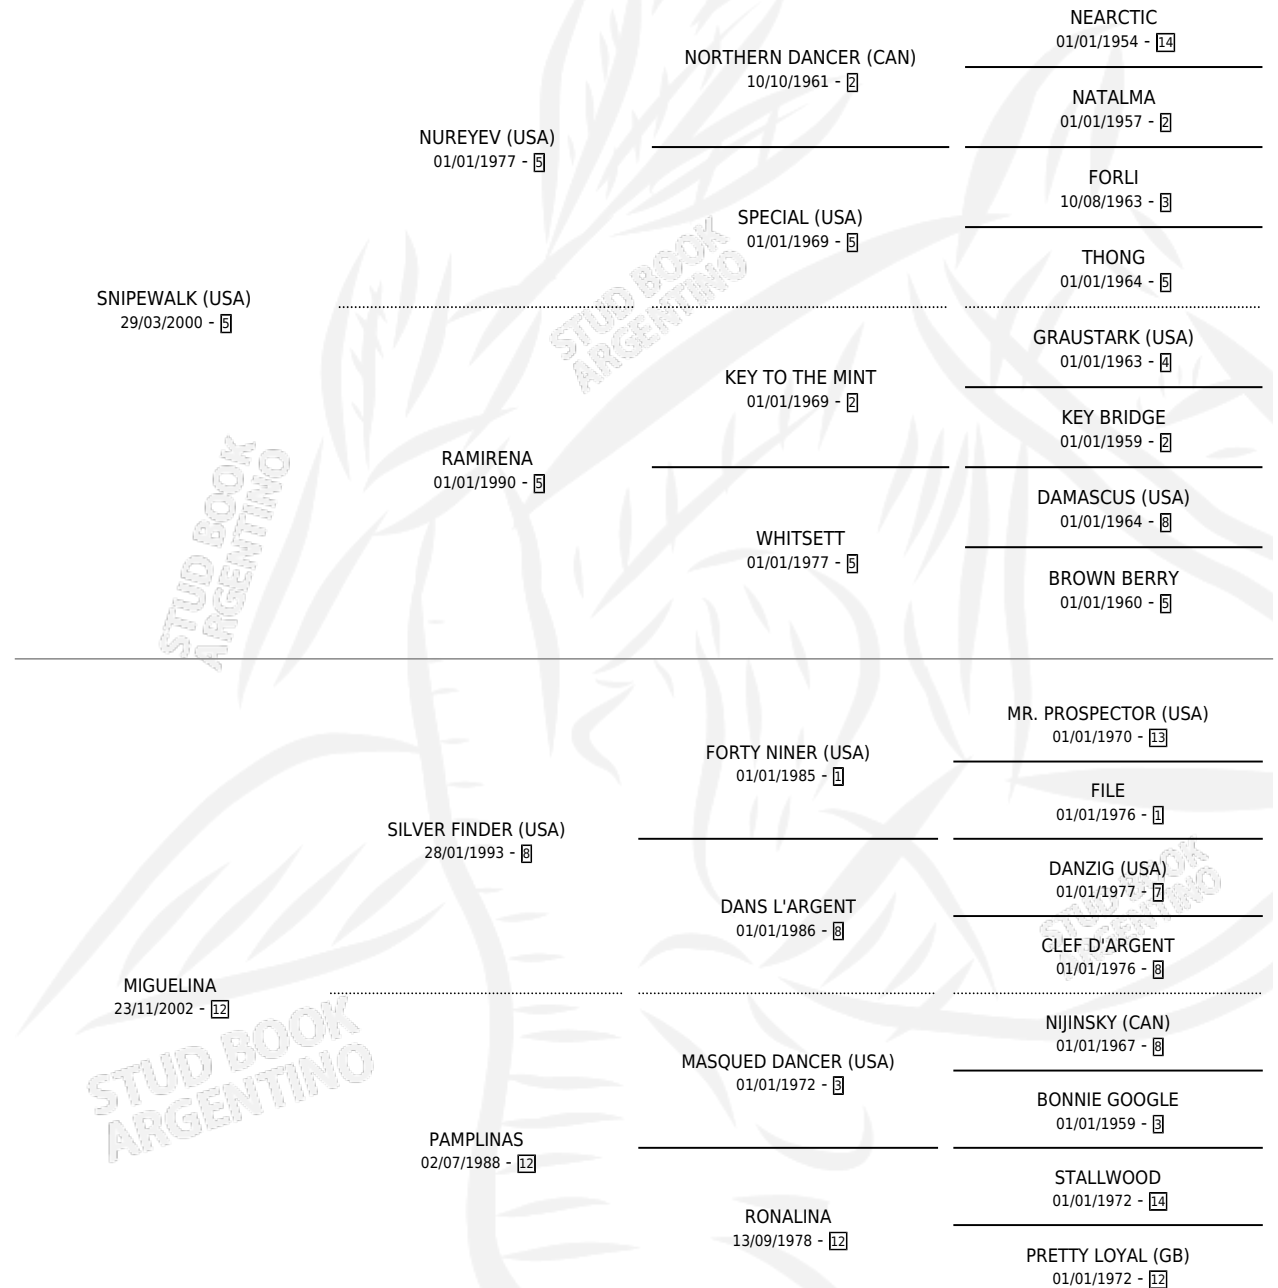 NEARCTIC
01/01/1954 - 14
NORTHERN DANCER (CAN)
10/10/1961 - 2
NATALMA
01/01/1957 - 2
NUREYEV (USA)
01/01/1977 - 5
FORLI
10/08/1963 - 3
SPECIAL (USA)
01/01/1969 - 5
THONG
01/01/1964 - 5
SNIPEWALK (USA)
29/03/2000 - 5
STUD BOOK
ARGENTINO
GRAUSTARK (USA)
01/01/1963 - 4
KEY TO THE MINT
01/01/1969 - 2
KEY BRIDGE
01/01/1959 - 2
RAMIRENA
01/01/1990 - 5
DAMASCUS (USA)
01/01/1964 - 8
WHITSETT
01/01/1977 - 5
BROWN BERRY
01/01/1960 - 5
STUD BOOK
ARGENTINO
MR. PROSPECTOR (USA)
01/01/1970 - 13
FORTY NINER (USA)
01/01/1985 - 1
FILE
01/01/1976 - 1
SILVER FINDER (USA)
28/01/1993 - 8
DANZIG (USA)
01/01/1977 - 7
DANS L'ARGENT
01/01/1986 - 8
STUD BOOK
ARGENTINO
CLEF D'ARGENT
01/01/1976 - 8
MIGUELINA
23/11/2002 - 12
NIJINSKY (CAN)
01/01/1967 - 8
MASQUED DANCER (USA)
01/01/1972 - 3
BONNIE GOOGLE
01/01/1959 - 3
STUD BOOK
ARGENTINO
PAMPLINAS
02/07/1988 - 12
STALLWOOD
01/01/1972 - 14
RONALINA
13/09/1978 - 12
PRETTY LOYAL (GB)
01/01/1972 - 12